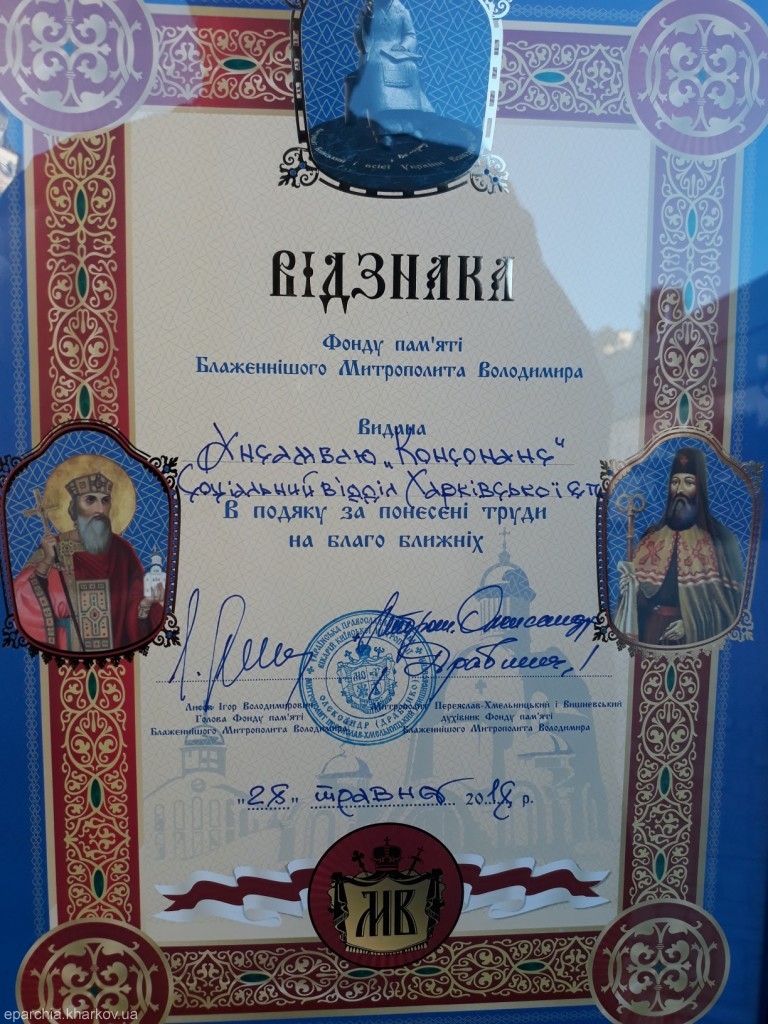 ВІДЗНАКА
Фонду пам'яті
Блаженнішого Митрополита Володимира
Видана
Ансамблю „Консонанс"
Соціальний відділ Харківської єп
В подяку за понесені труди
на благо ближніх
Ігор Володимирович Митрополит Переяслав-Хмельницький і Вишневський
Голова Фонду пам'яті духівник Фонду пам'яті
Блаженнішого Митрополита Володимира Блаженнішого Митрополита Володимира
„28" травня 2018 р.
МВ
eparchia.kharkov.ua